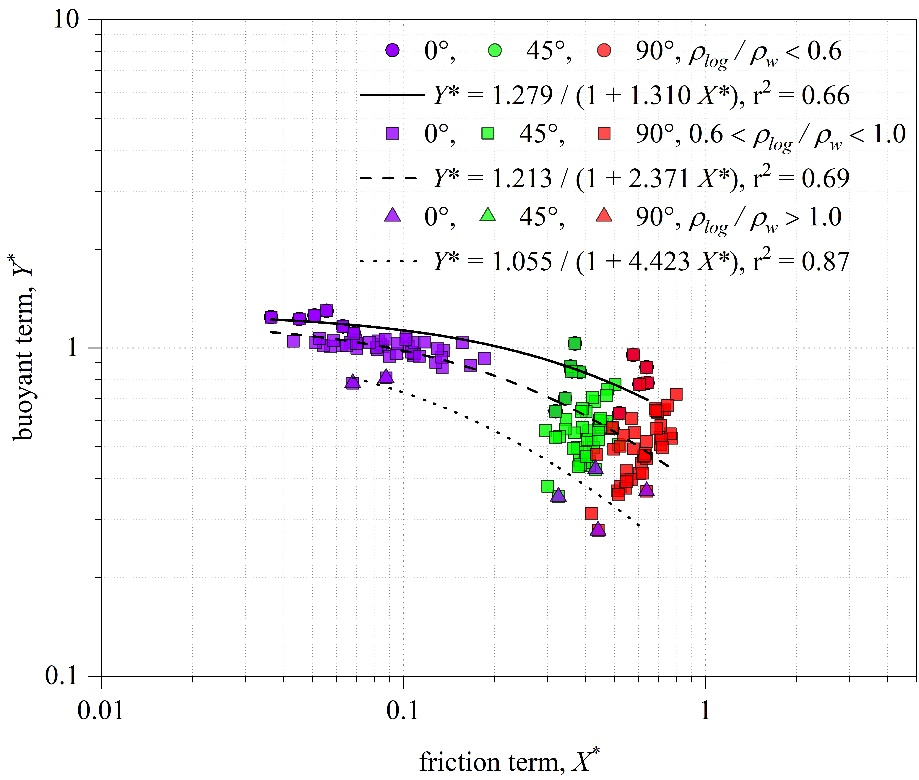 10
0°, 45°, 90°, ρlog / ρw < 0.6
Y* = 1.279 / (1 + 1.310 X*), r² = 0.66
0°, 45°, 90°, 0.6 < ρlog / ρw < 1.0
Y* = 1.213 / (1 + 2.371 X*), r² = 0.69
0°, 45°, 90°, ρlog / ρw > 1.0
Y* = 1.055 / (1 + 4.423 X*), r² = 0.87
buoyant term, Y*
1
0.1
0.01 0.1 1
friction term, X*